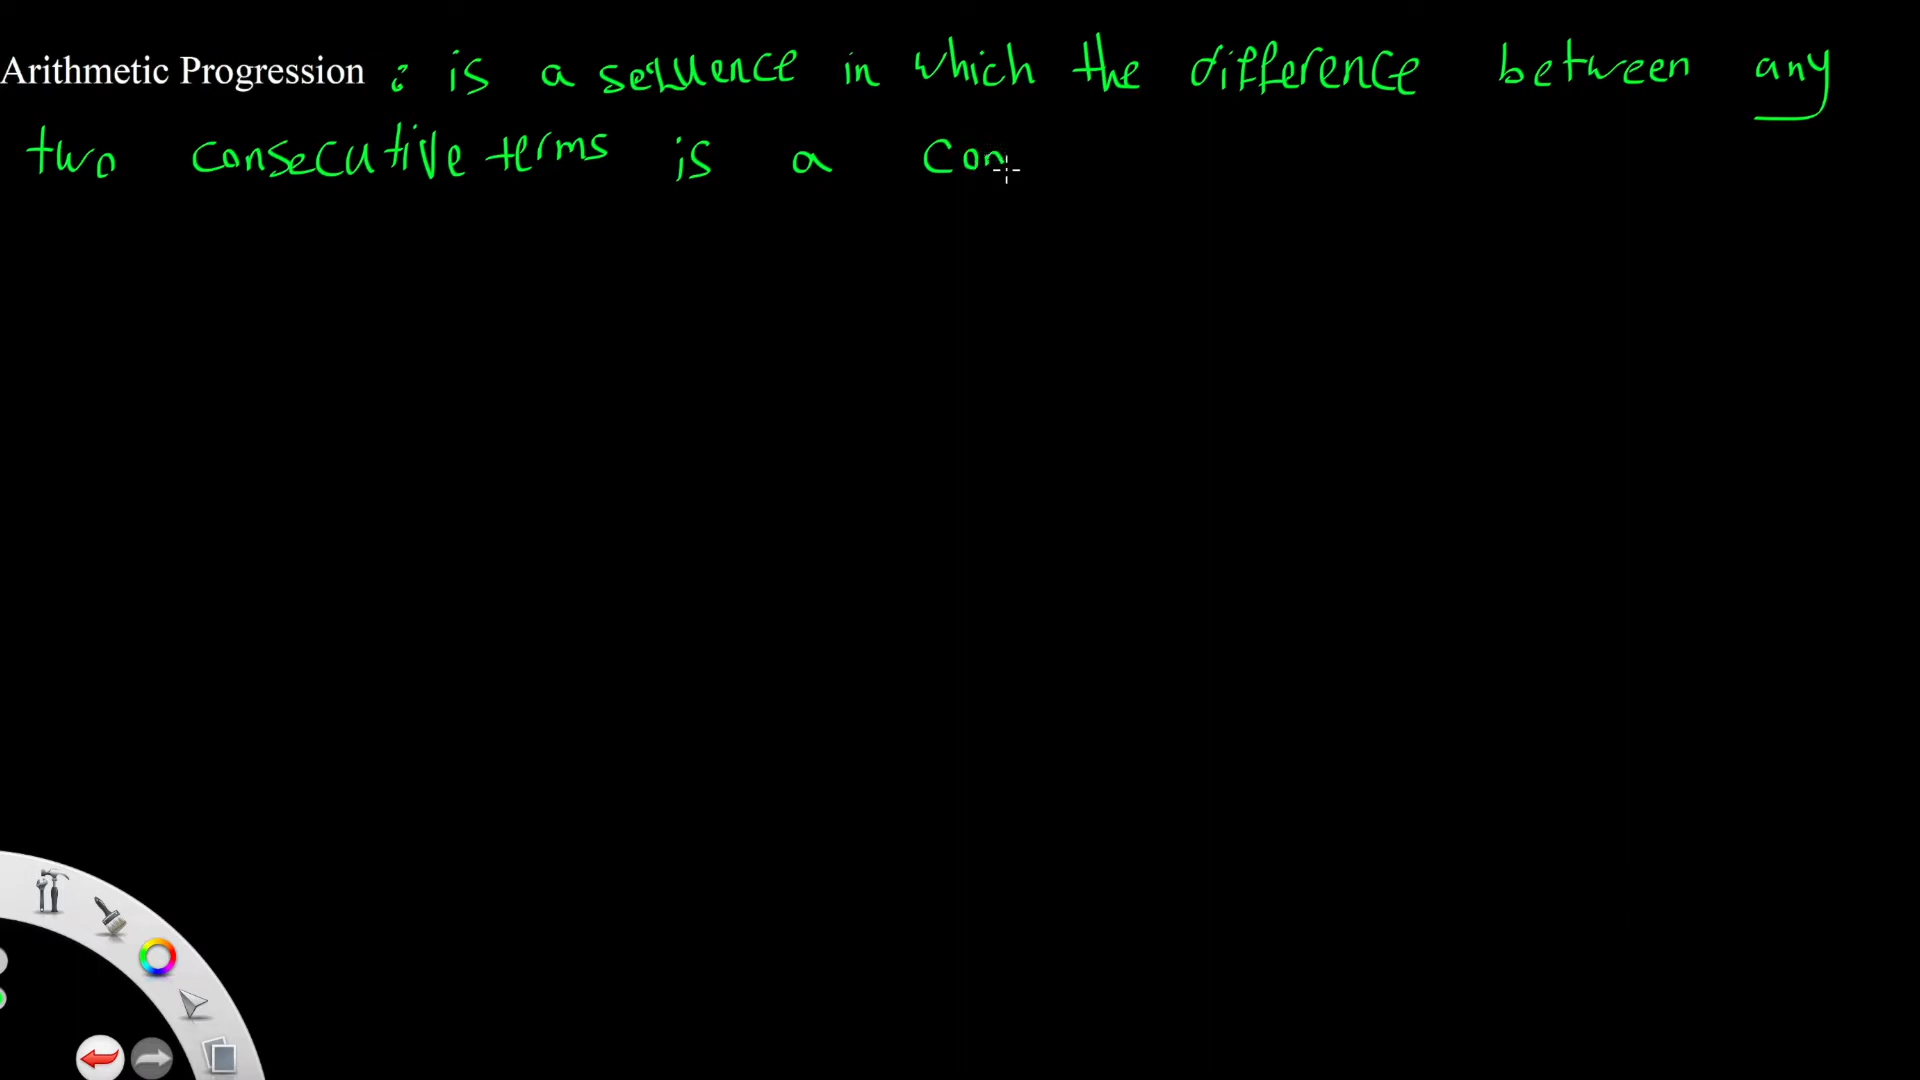 Arithmetic Progression : is a sequence in which the difference between any
two consecutive terms is a con